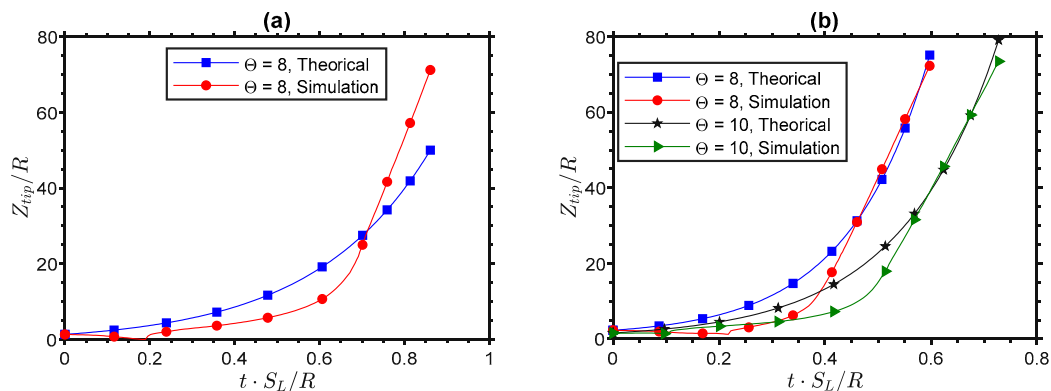 (a)
80
60
40
20
0
Z_tip/R
Θ = 8, Theorical
Θ = 8, Simulation
0 0.2 0.4 0.6 0.8 1
t · S_L/R
(b)
80
60
40
20
0
Z_tip/R
Θ = 8, Theorical
Θ = 8, Simulation
Θ = 10, Theorical
Θ = 10, Simulation
0 0.2 0.4 0.6 0.8
t · S_L/R